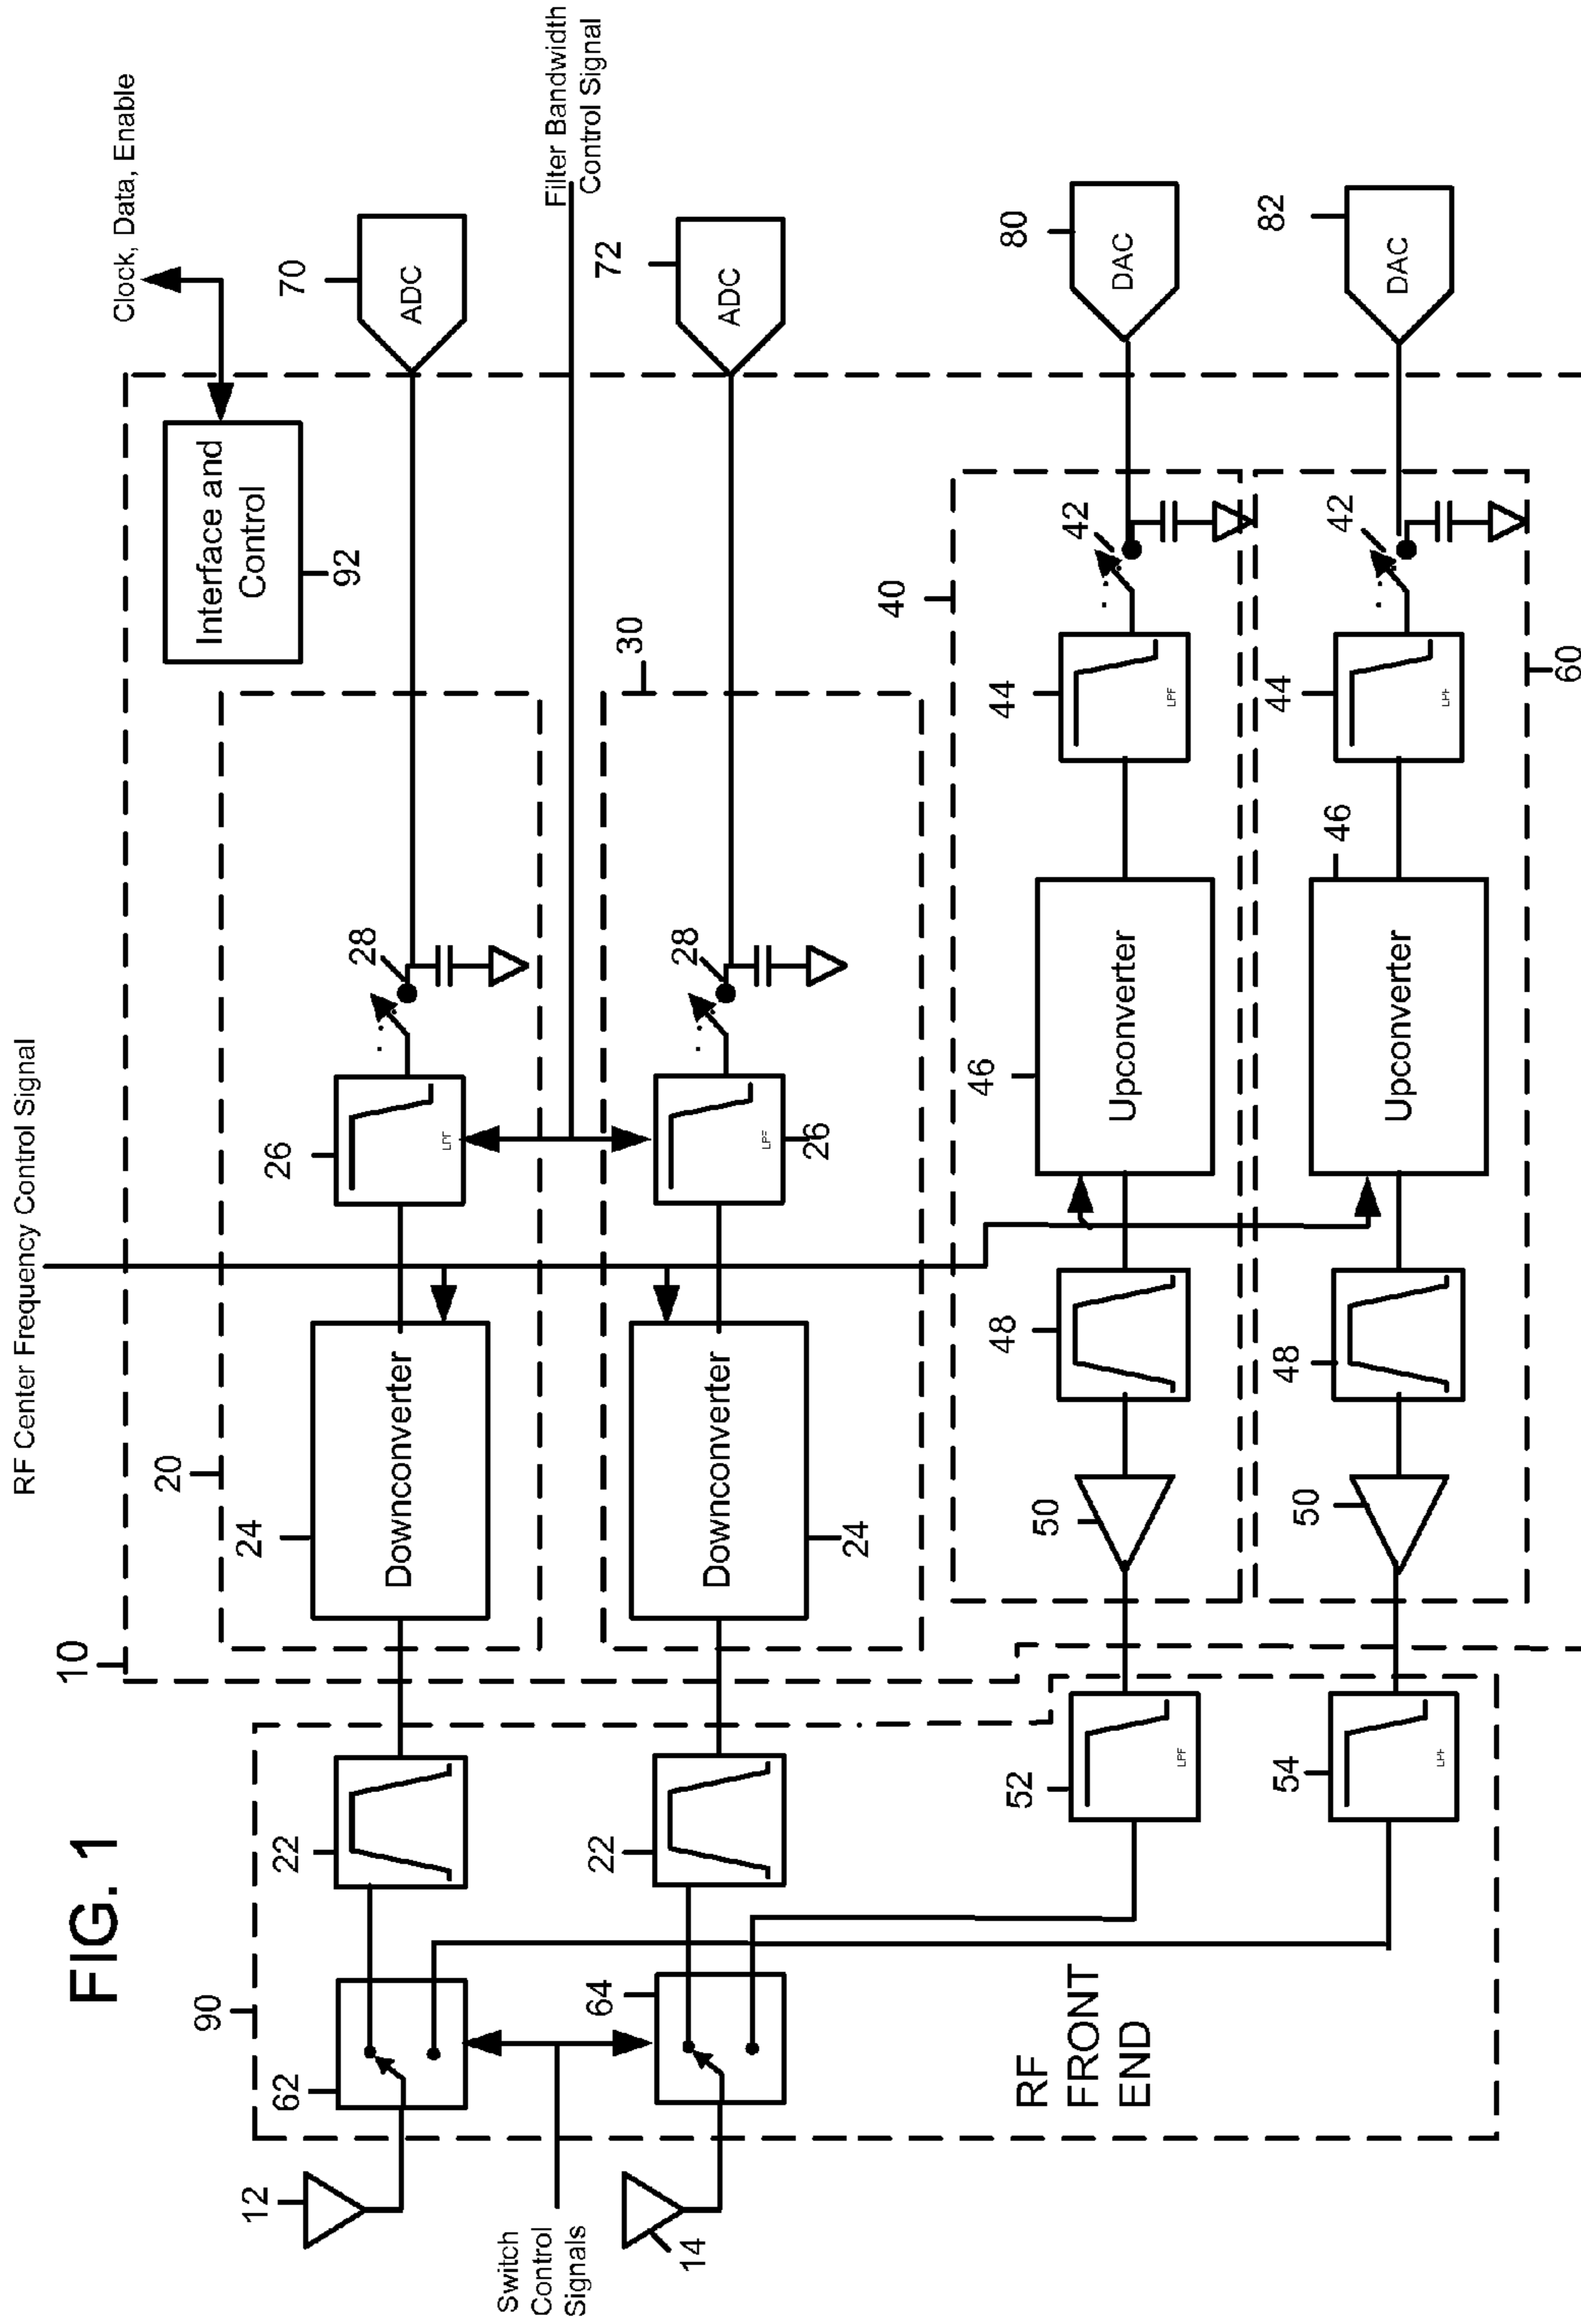 FIG. 1
RF Center Frequency Control Signal
Clock, Data, Enable
Filter Bandwidth
Control Signal
Switch
Control
Signals
RF
FRONT
END
10
90
12
62
22
20
24
Downconverter
26
LPF
28
Interface and
Control
92
70
ADC
14
64
22
24
Downconverter
26
LPF
28
30
72
ADC
52
LPF
50
48
46
Upconverter
44
LPF
42
40
80
DAC
54
LPF
50
48
46
Upconverter
44
LPF
42
60
82
DAC